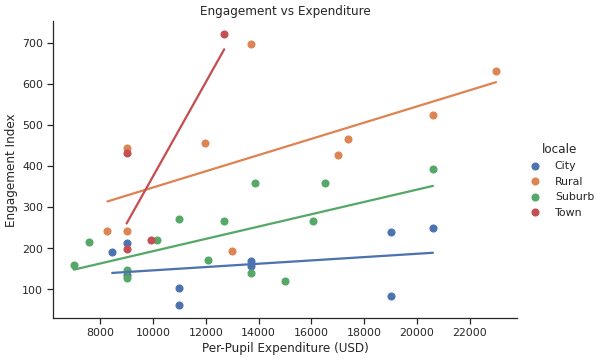 Engagement vs Expenditure
Engagement Index
700
600
500
400
300
200
100
8000 10000 12000 14000 16000 18000 20000 22000
Per-Pupil Expenditure (USD)
locale
City
Rural
Suburb
Town